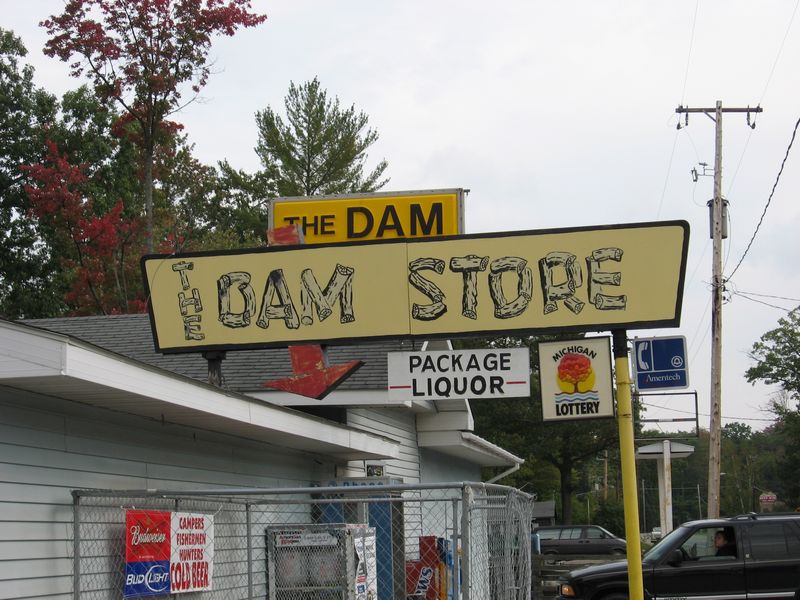 THE DAM
THE DAM STORE
PACKAGE
LIQUOR
MICHIGAN
LOTTERY
Ameritech
Budweiser
BUD LIGHT
CAMPERS
FISHERMEN
HUNTERS
COLD BEER